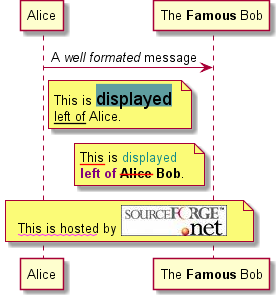 Alice
The Famous Bob
A well formated message
This is displayed
left of Alice.
This is displayed
left of Alice Bob.
This is hosted by SOURCEFORGE™.net
Alice
The Famous Bob